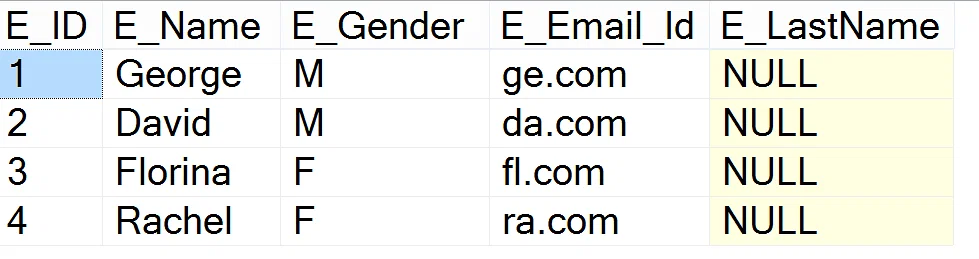 E_ID E_Name E_Gender E_Email_Id E_LastName
1 George M ge.com NULL
2 David M da.com NULL
3 Florina F fl.com NULL
4 Rachel F ra.com NULL